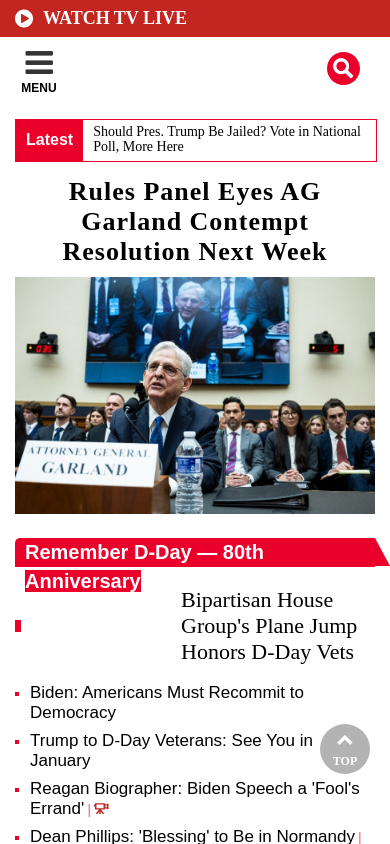 WATCH TV LIVE
MENU
Latest
Should Pres. Trump Be Jailed? Vote in National
Poll, More Here
Rules Panel Eyes AG
Garland Contempt
Resolution Next Week
ATTORNEY GENERAL
GARLAND
Remember D-Day — 80th
Anniversary
Bipartisan House
Group's Plane Jump
Honors D-Day Vets
Biden: Americans Must Recommit to
Democracy
Trump to D-Day Veterans: See You in
January
TOP
Reagan Biographer: Biden Speech a 'Fool's
Errand' |
Dean Phillips: 'Blessing' to Be in Normandy |